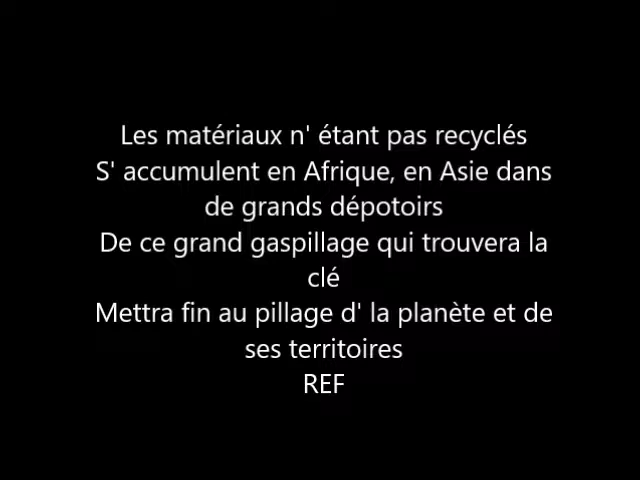 Les matériaux n' étant pas recyclés
S' accumulent en Afrique, en Asie dans
de grands dépotoirs
De ce grand gaspillage qui trouvera la
clé
Mettra fin au pillage d' la planète et de
ses territoires
REF